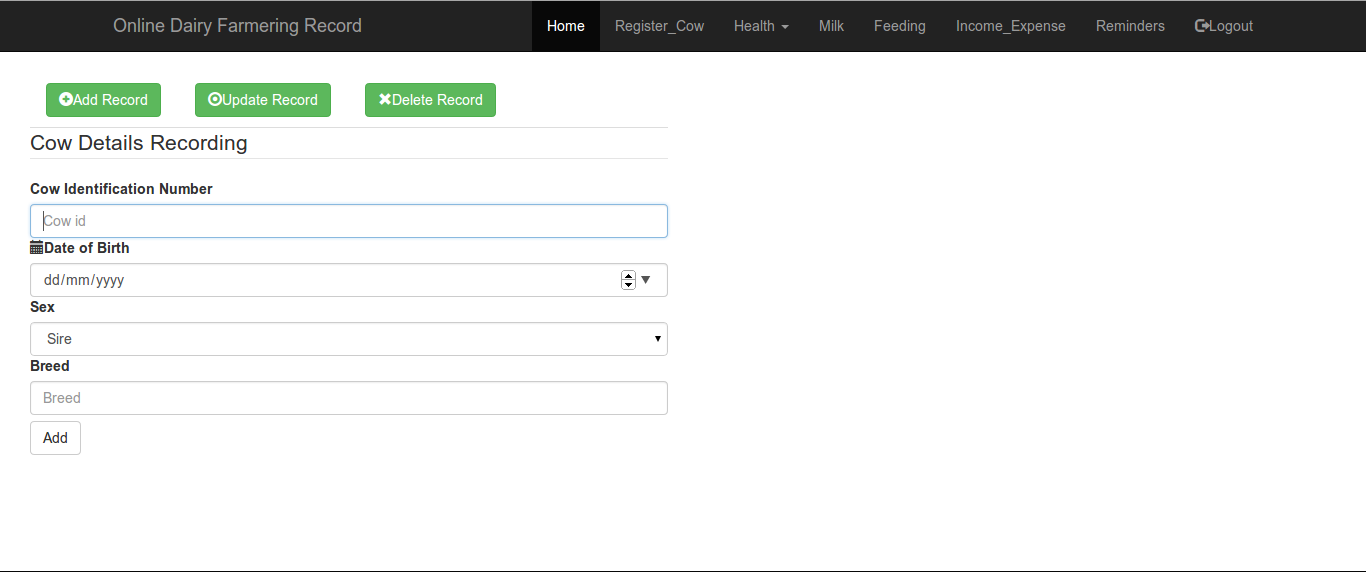 Online Dairy Farmering Record Home Register_Cow Health Milk Feeding Income_Expense Reminders Logout
Add Record Update Record Delete Record
Cow Details Recording
Cow Identification Number
Cow id
Date of Birth
dd/mm/yyyy
Sex
Sire
Breed
Breed
Add